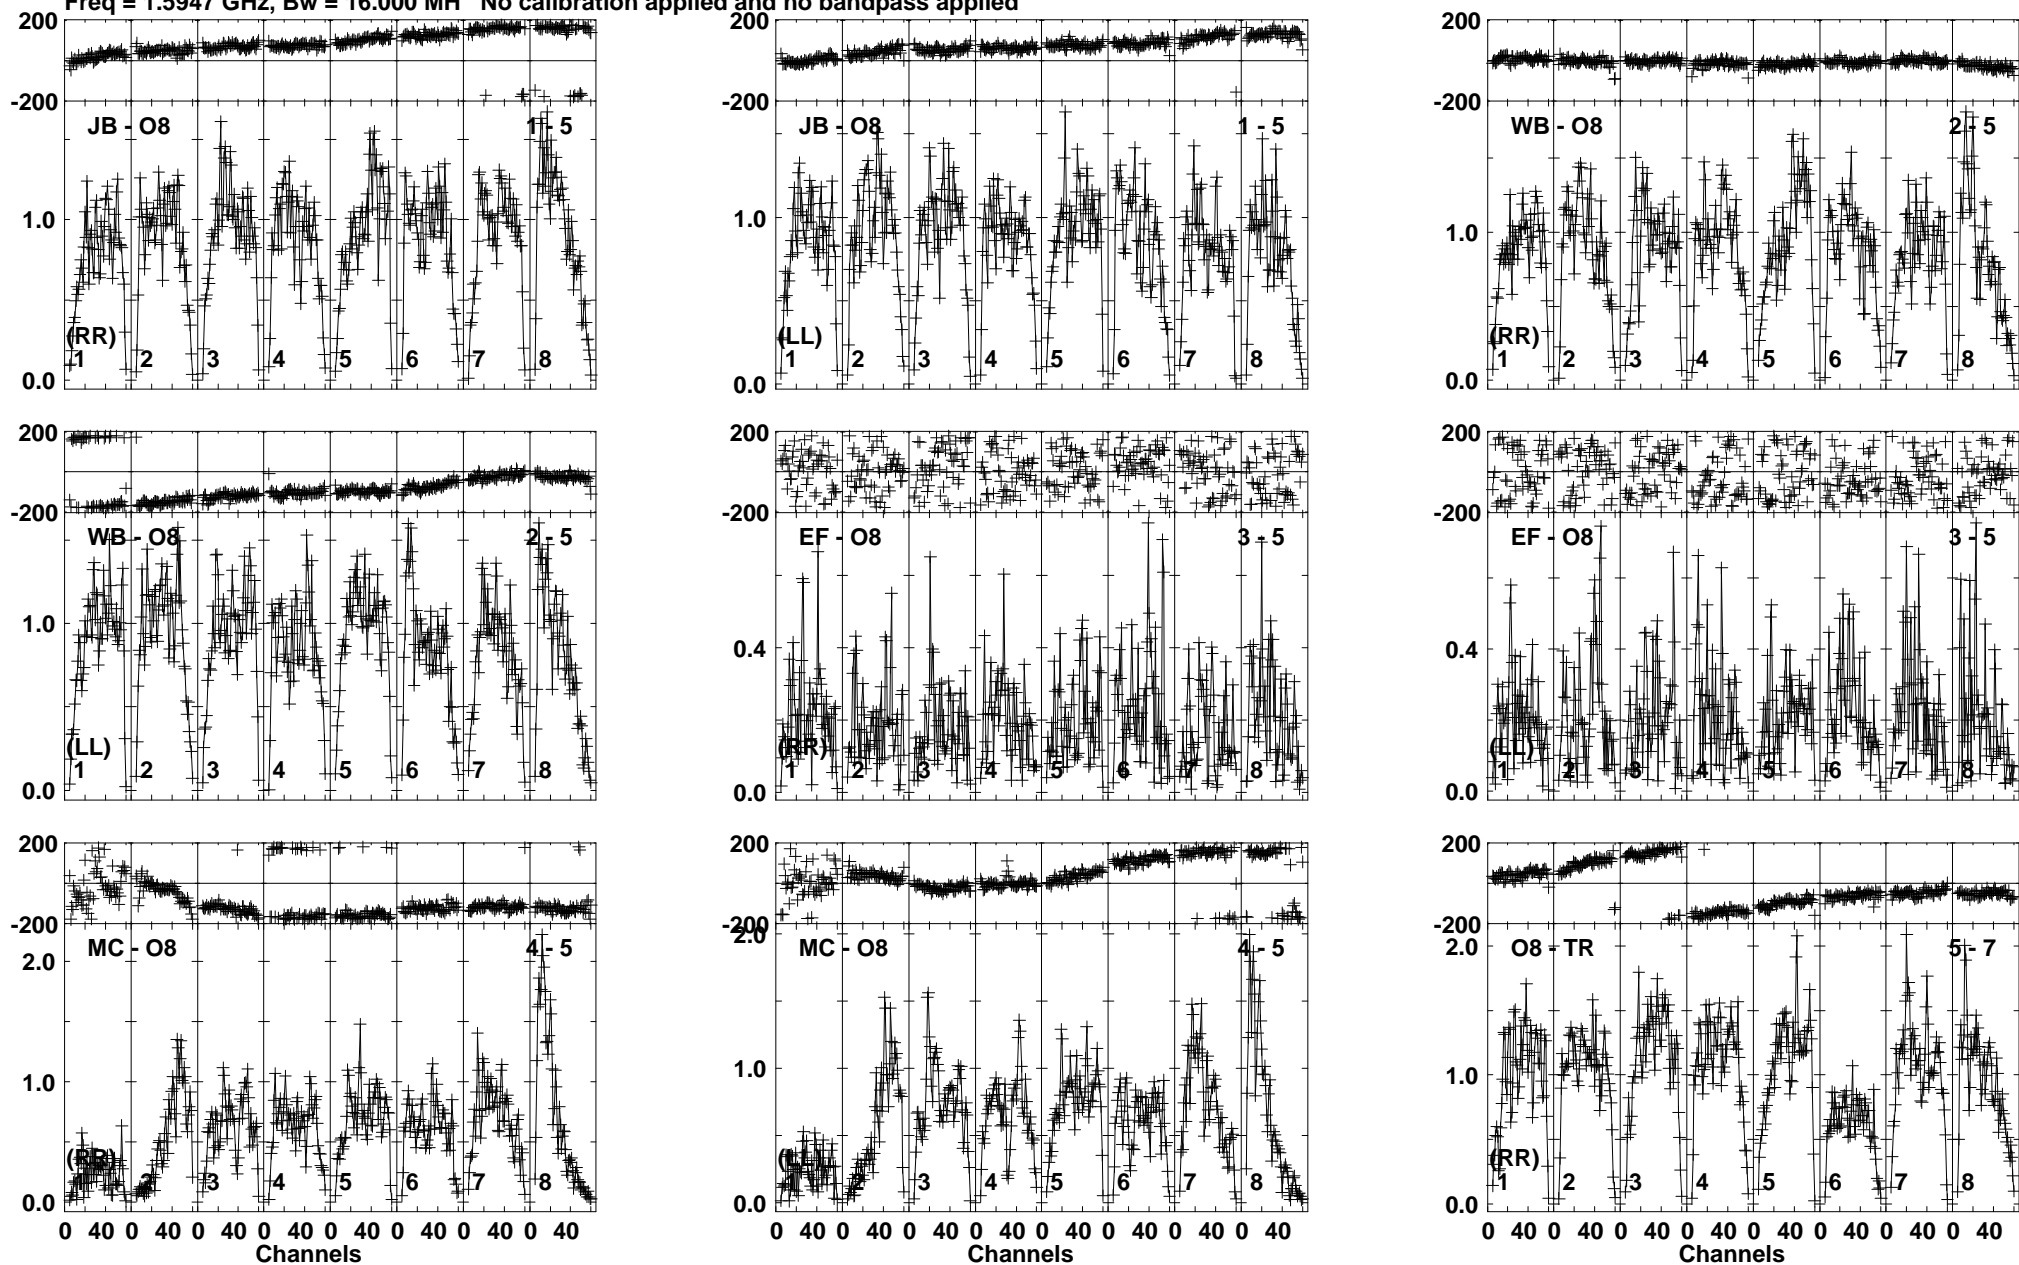 Freq = 1.5947 GHz, Bw = 16.000 MH No calibration applied and no bandpass applied
200 200 200
-200 -200 -200
JB - O8 1 - 5 JB - O8 1 - 5 WB - O8 2 - 5
1.0 1.0 1.0
(RR) (LL) (RR)
1 2 3 4 5 6 7 8 1 2 3 4 5 6 7 8 1 2 3 4 5 6 7 8
0.0 0.0 0.0
200 200 200
-200 -200 -200
WB - O8 2 - 5 EF - O8 3 - 5 EF - O8 3 - 5
1.0 0.4 0.4
(LL) (RR) (LL)
1 2 3 4 5 6 7 8 1 2 3 4 5 6 7 8 1 2 3 4 5 6 7 8
0.0 0.0 0.0
200 200 200
-200 -200 -200
MC - O8 4 - 5 MC - O8 4 - 5 O8 - TR 5 - 7
2.0 2.0 2.0
1.0 1.0 1.0
(RR) (LL) (RR)
1 2 3 4 5 6 7 8 1 2 3 4 5 6 7 8 1 2 3 4 5 6 7 8
0.0 0.0 0.0
0 40 0 40 0 40 0 40 0 40 0 40 0 40 0 40 0 40 0 40 0 40 0 40 0 40 0 40 0 40 0 40 0 40 0 40 0 40 0 40 0 40 0 40 0 40 0 40
Channels Channels Channels